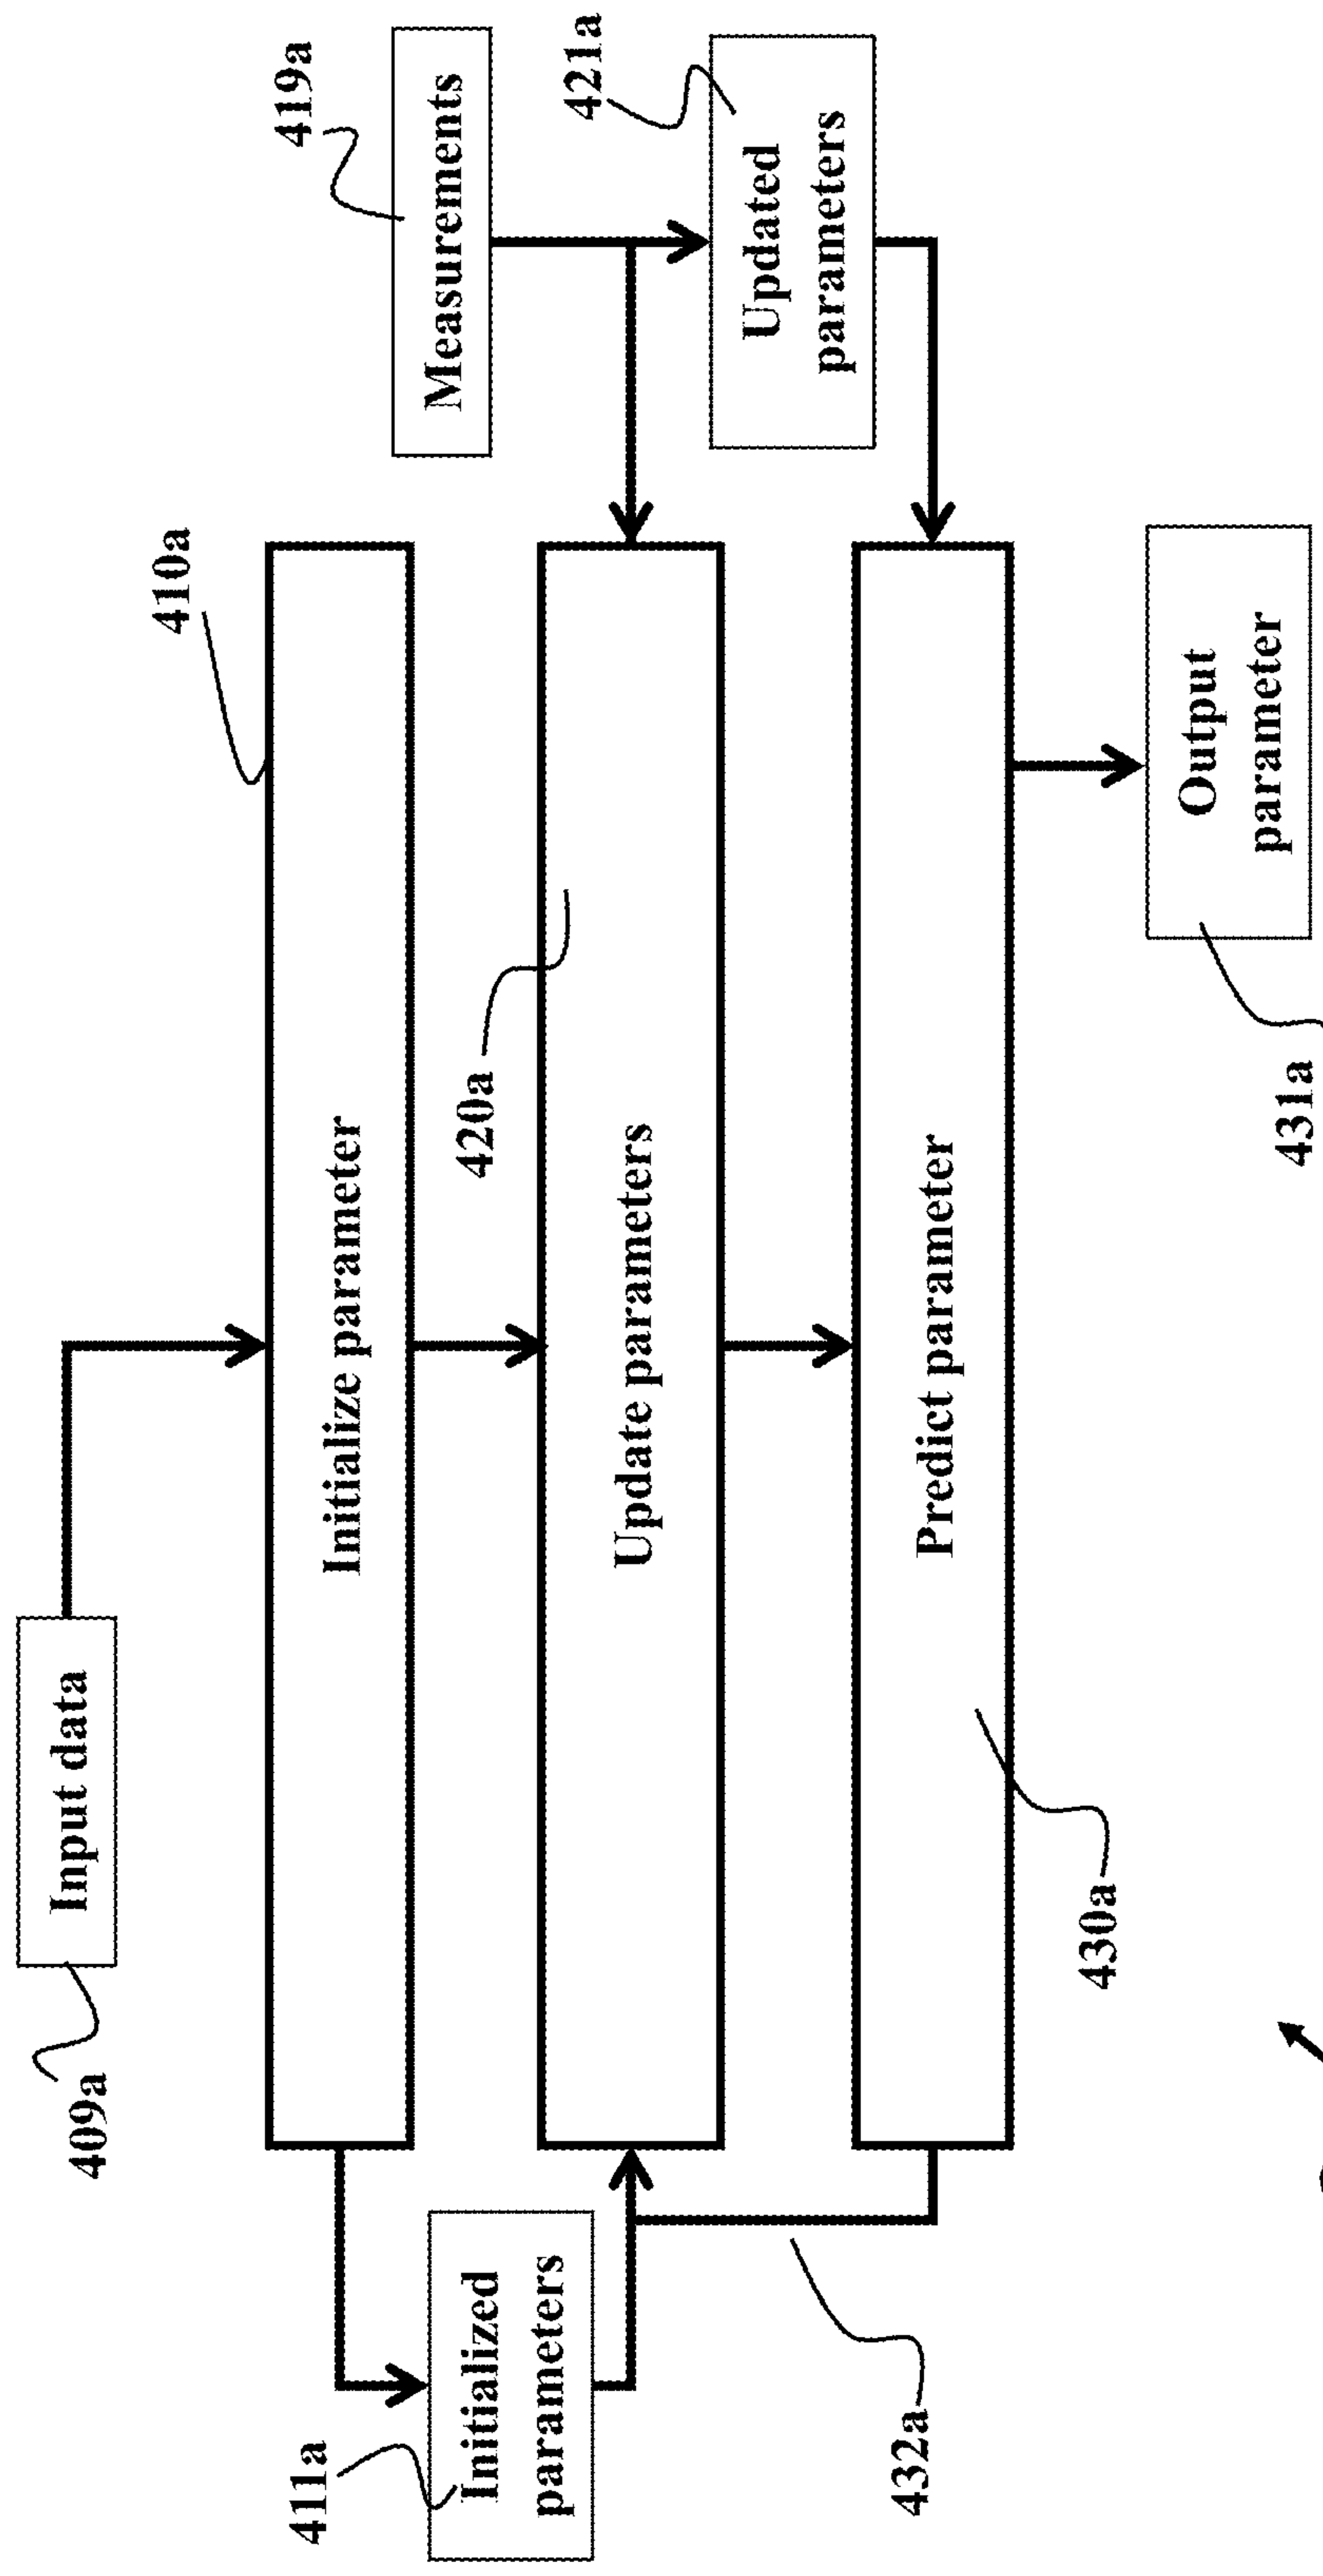 409a
Input data
410a
Initialize parameter
411a
Initialized
parameters
419a
Measurements
420a
Update parameters
421a
Updated
parameters
432a
Predict parameter
430a
Output
parameter
431a